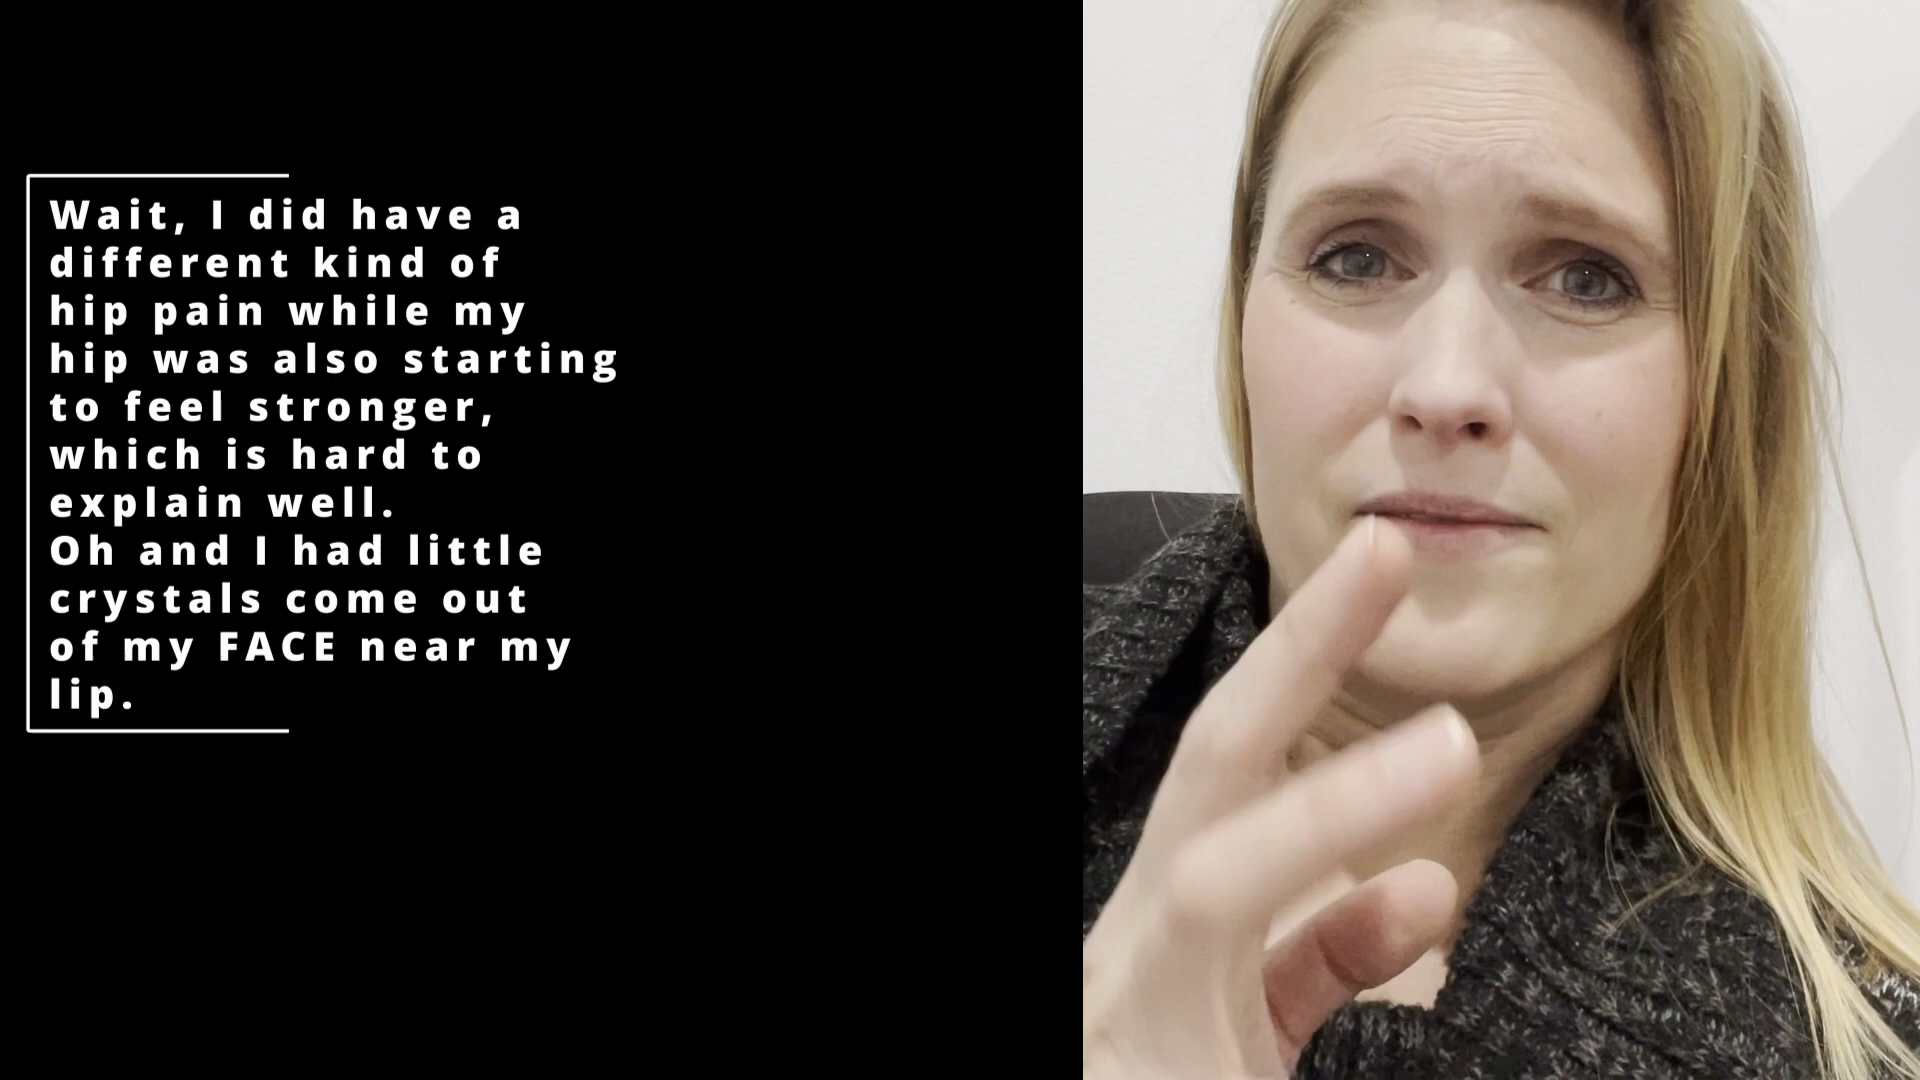 Wait, I did have a
different kind of
hip pain while my
hip was also starting
to feel stronger,
which is hard to
explain well.
Oh and I had little
crystals come out
of my FACE near my
lip.